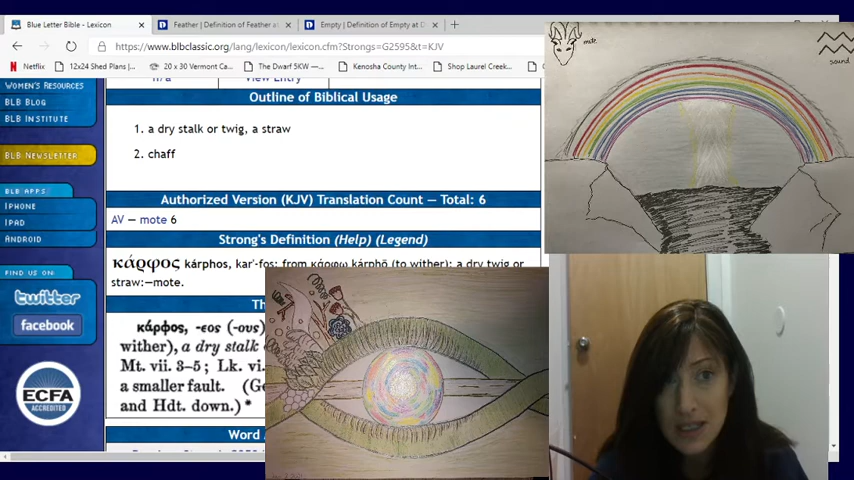 Blue Letter Bible - Lexicon
Feather | Definition of Feather at
Empty | Definition of Empty at D
https://www.blbclassic.org/lang/lexicon/lexicon.cfm?Strongs=G2595&t=KJV
Netflix
12x24 Shed Plans |...
20 x 30 Vermont Ca...
The Dwarf 5KW —...
Kenosha County Int...
Shop Laurel Creek...
WOMEN'S RESOURCES
BLB BLOG
BLB INSTITUTE
BLB NEWSLETTER
BLB APPS
IPHONE
IPAD
ANDROID
FIND US ON:
twitter
facebook
ECFA
ACCREDITED
n/a
View Entry
Outline of Biblical Usage
1. a dry stalk or twig, a straw
2. chaff
Authorized Version (KJV) Translation Count — Total: 6
AV — mote 6
Strong's Definition (Help) (Legend)
κάρφος kárphos, kar'-fos; from κάρφω kárphō (to wither); a dry twig or
straw:—mote.
Th
κάρφος, -εος (-ους)
wither), a dry stalk
Mt. vii. 3-5; Lk. vi.
a smaller fault. (Ge
and Hdt. down.)*
Word
mote
sound